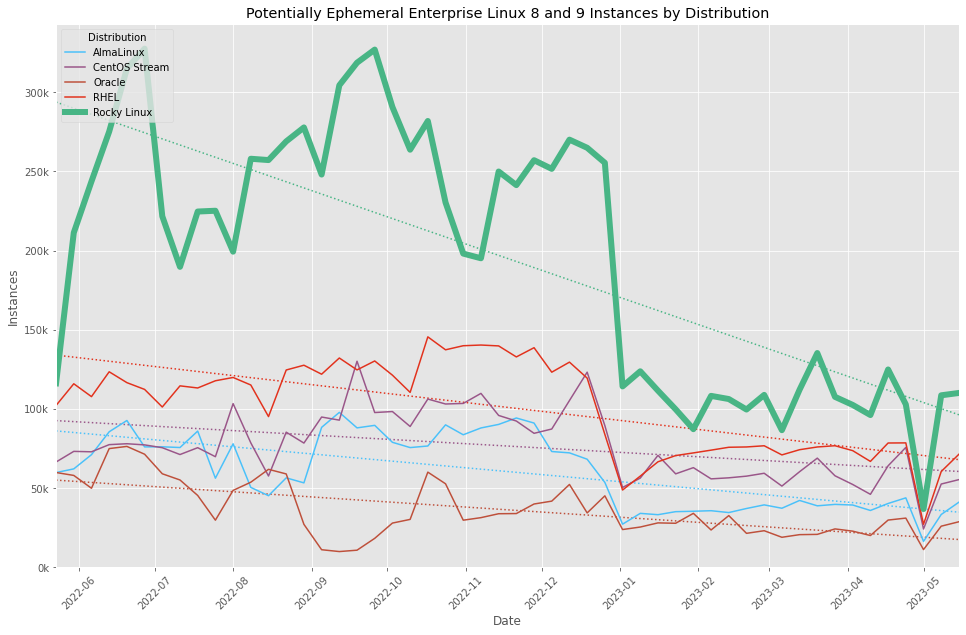 Potentially Ephemeral Enterprise Linux 8 and 9 Instances by Distribution
Distribution
AlmaLinux
CentOS Stream
Oracle
RHEL
Rocky Linux
300k
250k
200k
150k
100k
50k
0k
Instances
2022-06
2022-07
2022-08
2022-09
2022-10
2022-11
2022-12
2023-01
2023-02
2023-03
2023-04
2023-05
Date